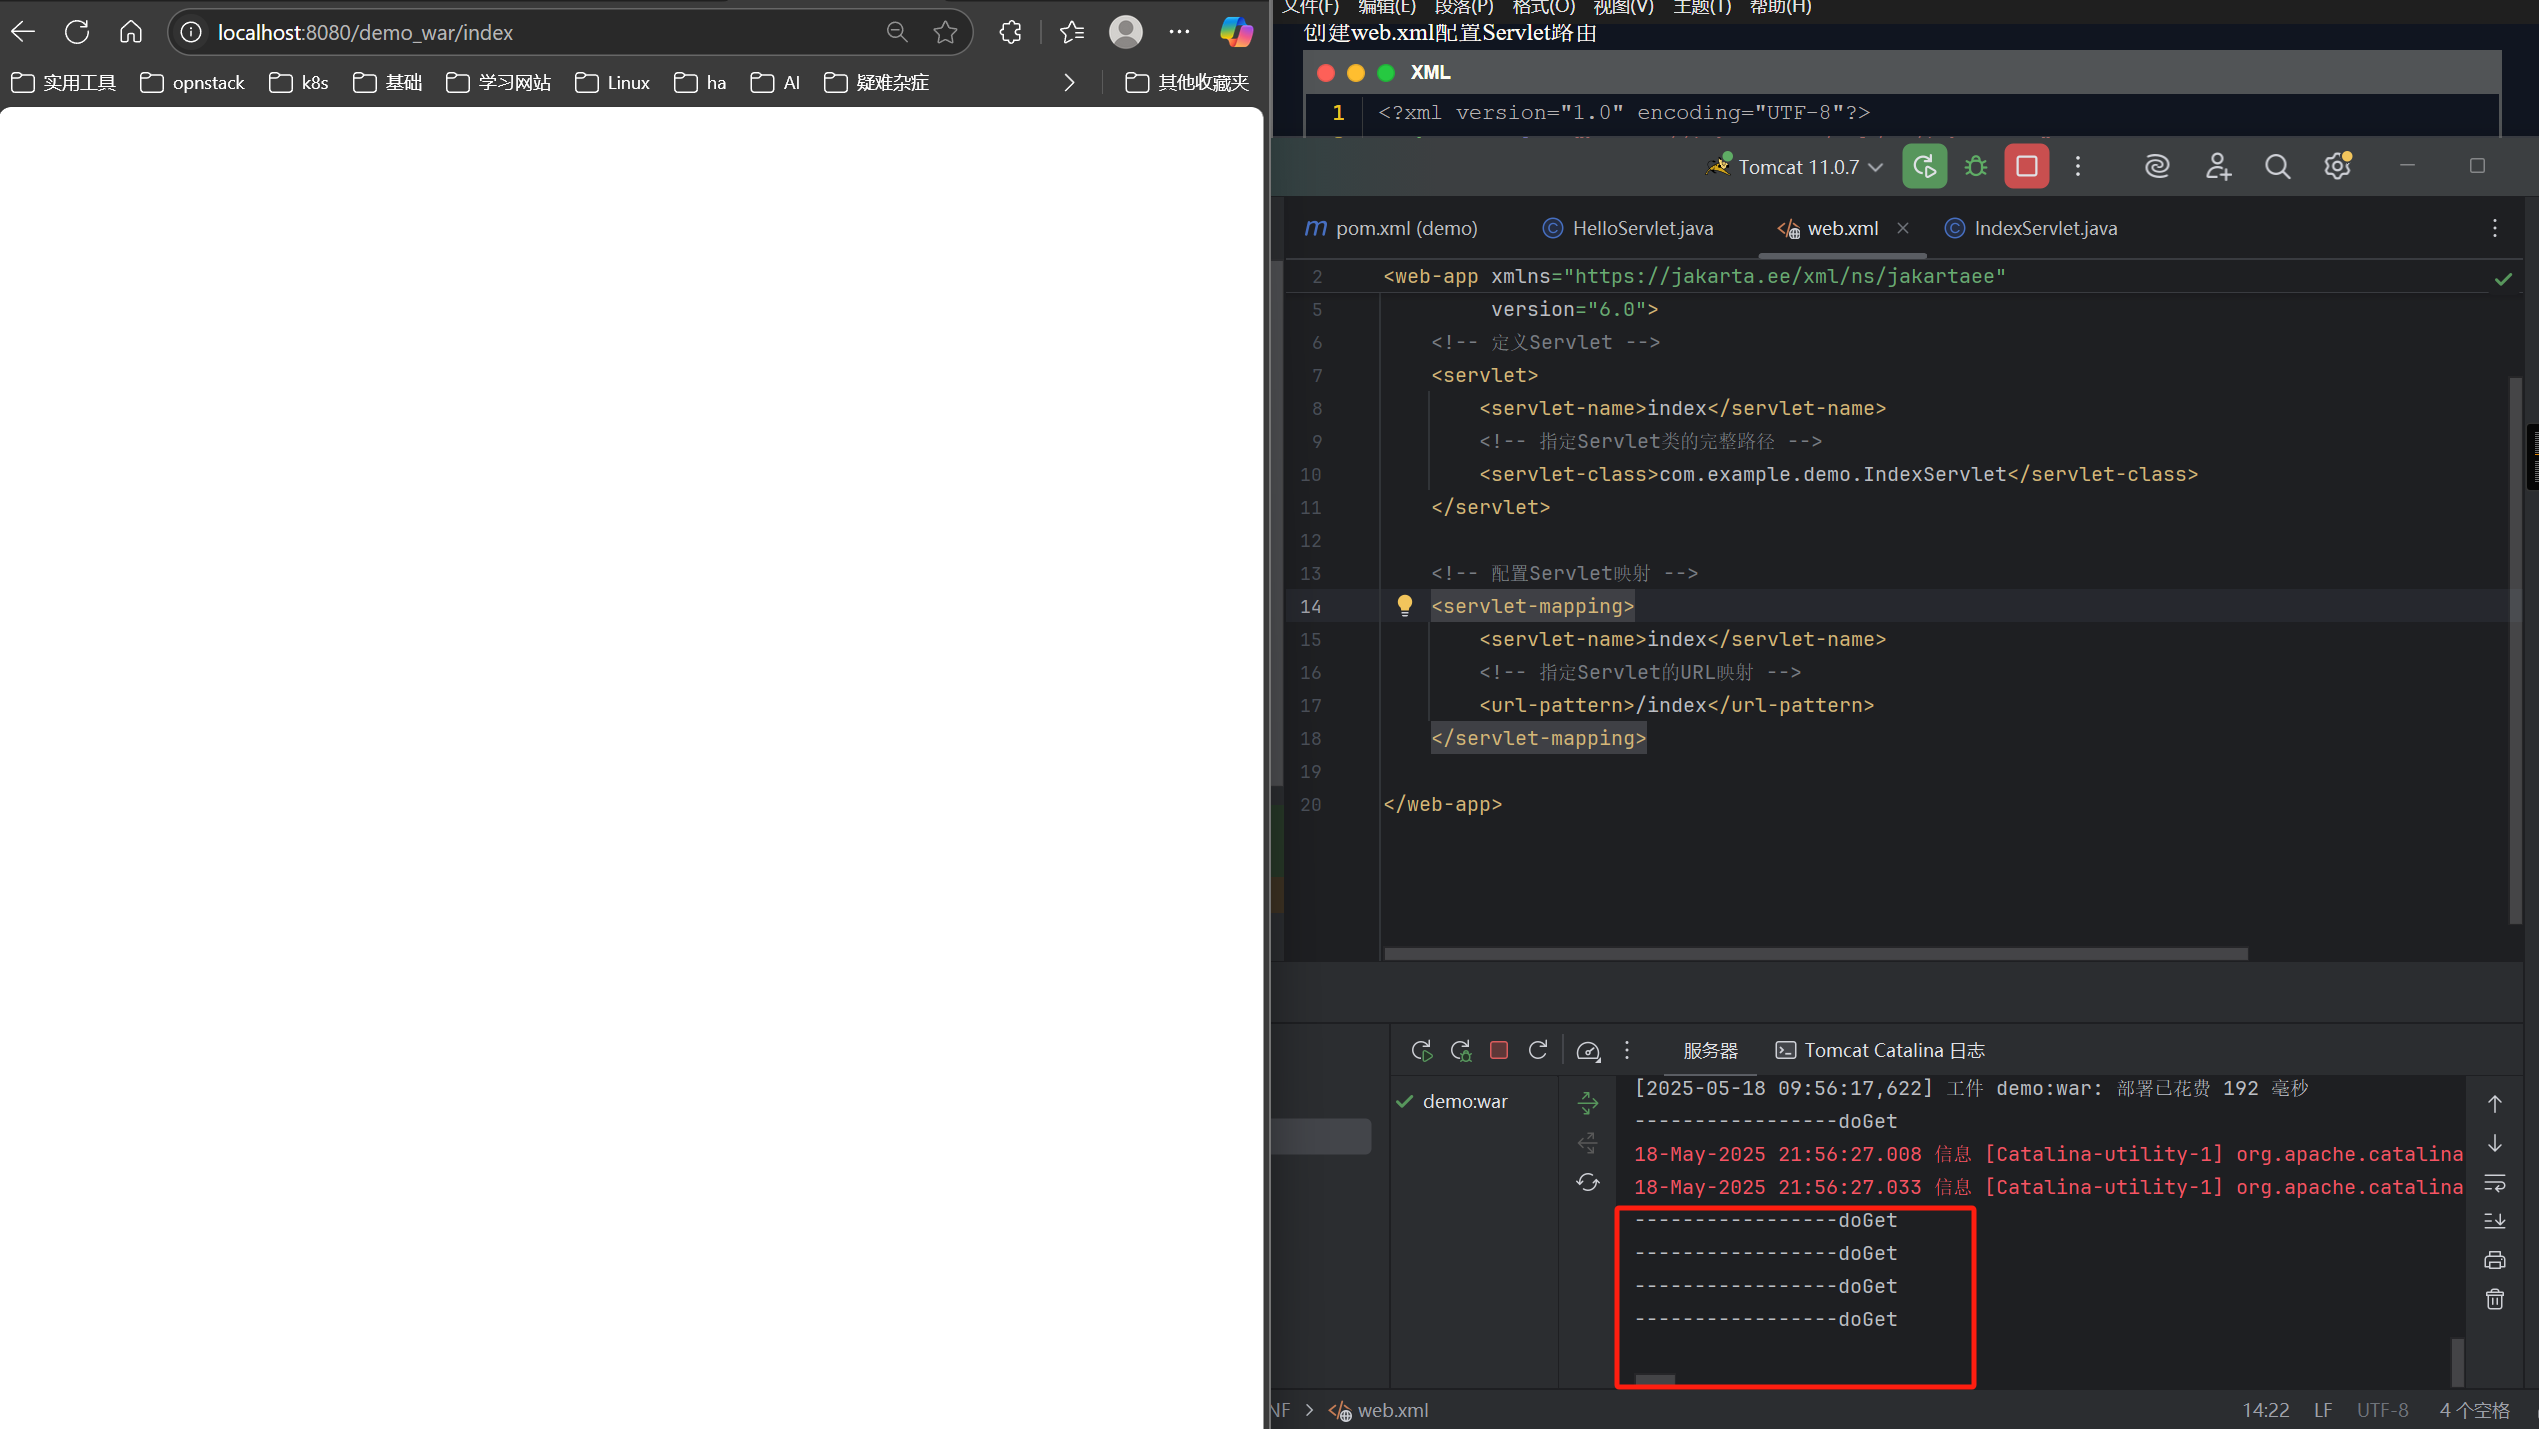 localhost:8080/demo_war/index
实用工具
opnstack
k8s
基础
学习网站
Linux
ha
AI
疑难杂症
其他收藏夹
文件(F) 编辑(E) 段落(P) 格式(O) 视图(V) 主题(T) 帮助(H)
创建web.xml配置Servlet路由
XML
1 <?xml version="1.0" encoding="UTF-8"?>
Tomcat 11.0.7
m pom.xml (demo)
HelloServlet.java
web.xml
IndexServlet.java
2 <web-app xmlns="https://jakarta.ee/xml/ns/jakartaee"
5 version="6.0">
6 <!-- 定义Servlet -->
7 <servlet>
8 <servlet-name>index</servlet-name>
9 <!-- 指定Servlet类的完整路径 -->
10 <servlet-class>com.example.demo.IndexServlet</servlet-class>
11 </servlet>
12
13 <!-- 配置Servlet映射 -->
14 <servlet-mapping>
15 <servlet-name>index</servlet-name>
16 <!-- 指定Servlet的URL映射 -->
17 <url-pattern>/index</url-pattern>
18 </servlet-mapping>
19
20 </web-app>
服务器
Tomcat Catalina 日志
demo:war
[2025-05-18 09:56:17,622] 工件 demo:war: 部署已花费 192 毫秒
-----------------doGet
18-May-2025 21:56:27.008 信息 [Catalina-utility-1] org.apache.catalina
18-May-2025 21:56:27.033 信息 [Catalina-utility-1] org.apache.catalina
-----------------doGet
-----------------doGet
-----------------doGet
-----------------doGet
NF > web.xml
14:22 LF UTF-8 4 个空格